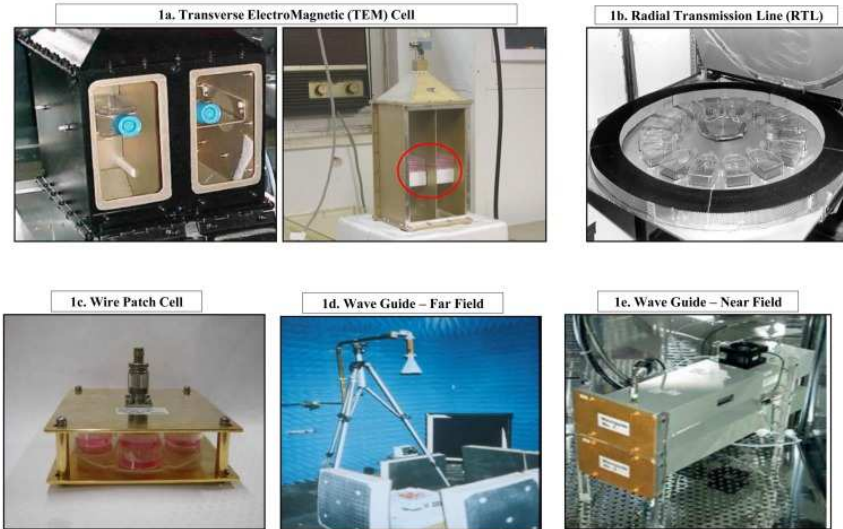 1a. Transverse ElectroMagnetic (TEM) Cell
1b. Radial Transmission Line (RTL)
1c. Wire Patch Cell
1d. Wave Guide – Far Field
1e. Wave Guide – Near Field